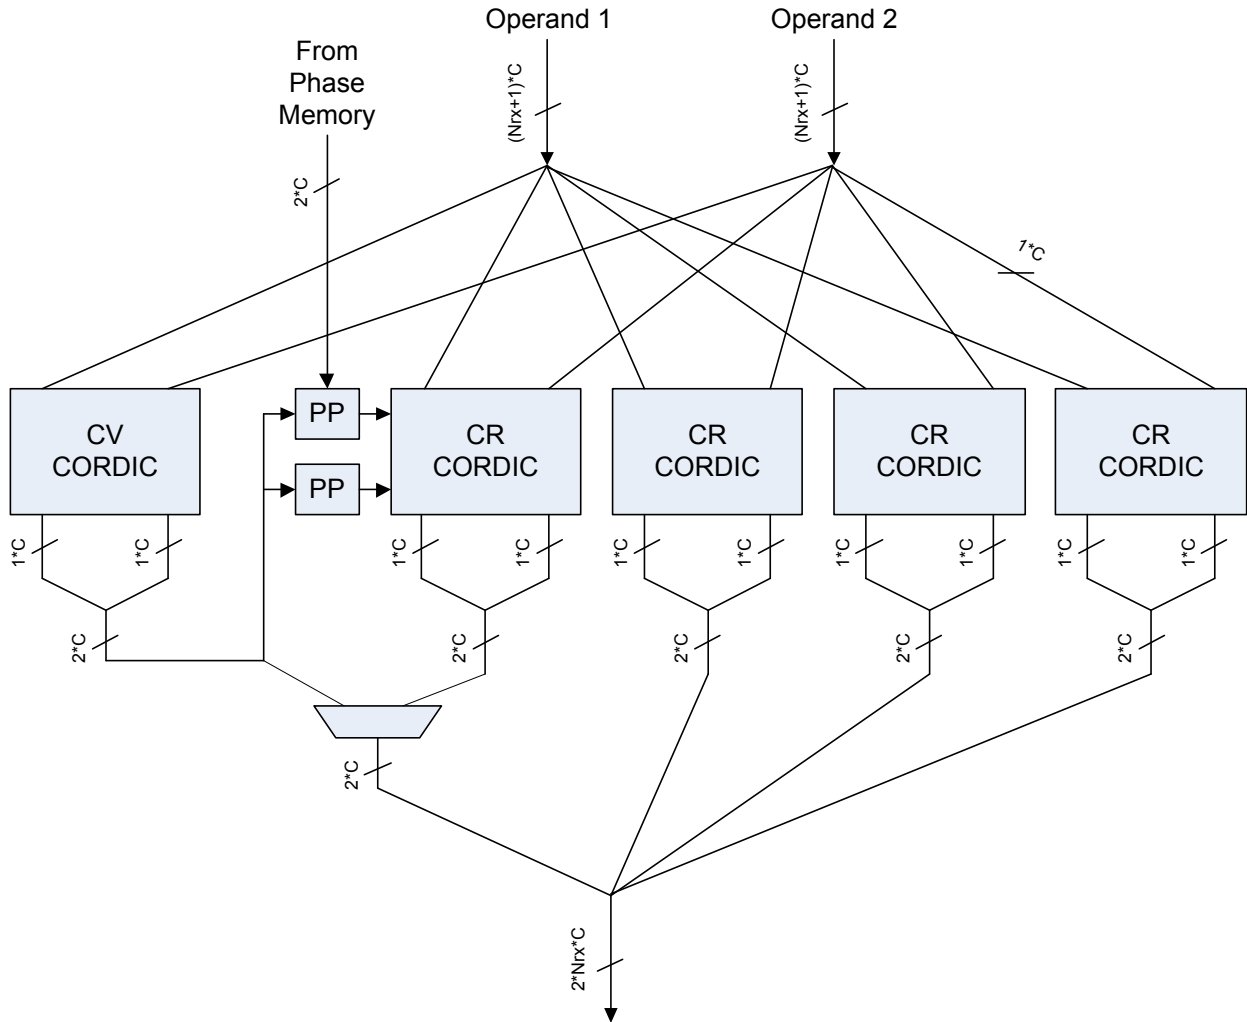 Operand 1
Operand 2
From
Phase
Memory
(Nrx+1)*C
(Nrx+1)*C
2*C
1*C
CV
CORDIC
PP
PP
CR
CORDIC
CR
CORDIC
CR
CORDIC
CR
CORDIC
1*C
1*C
1*C
1*C
1*C
1*C
1*C
1*C
1*C
1*C
2*C
2*C
2*C
2*C
2*C
2*C
2*Nrx*C